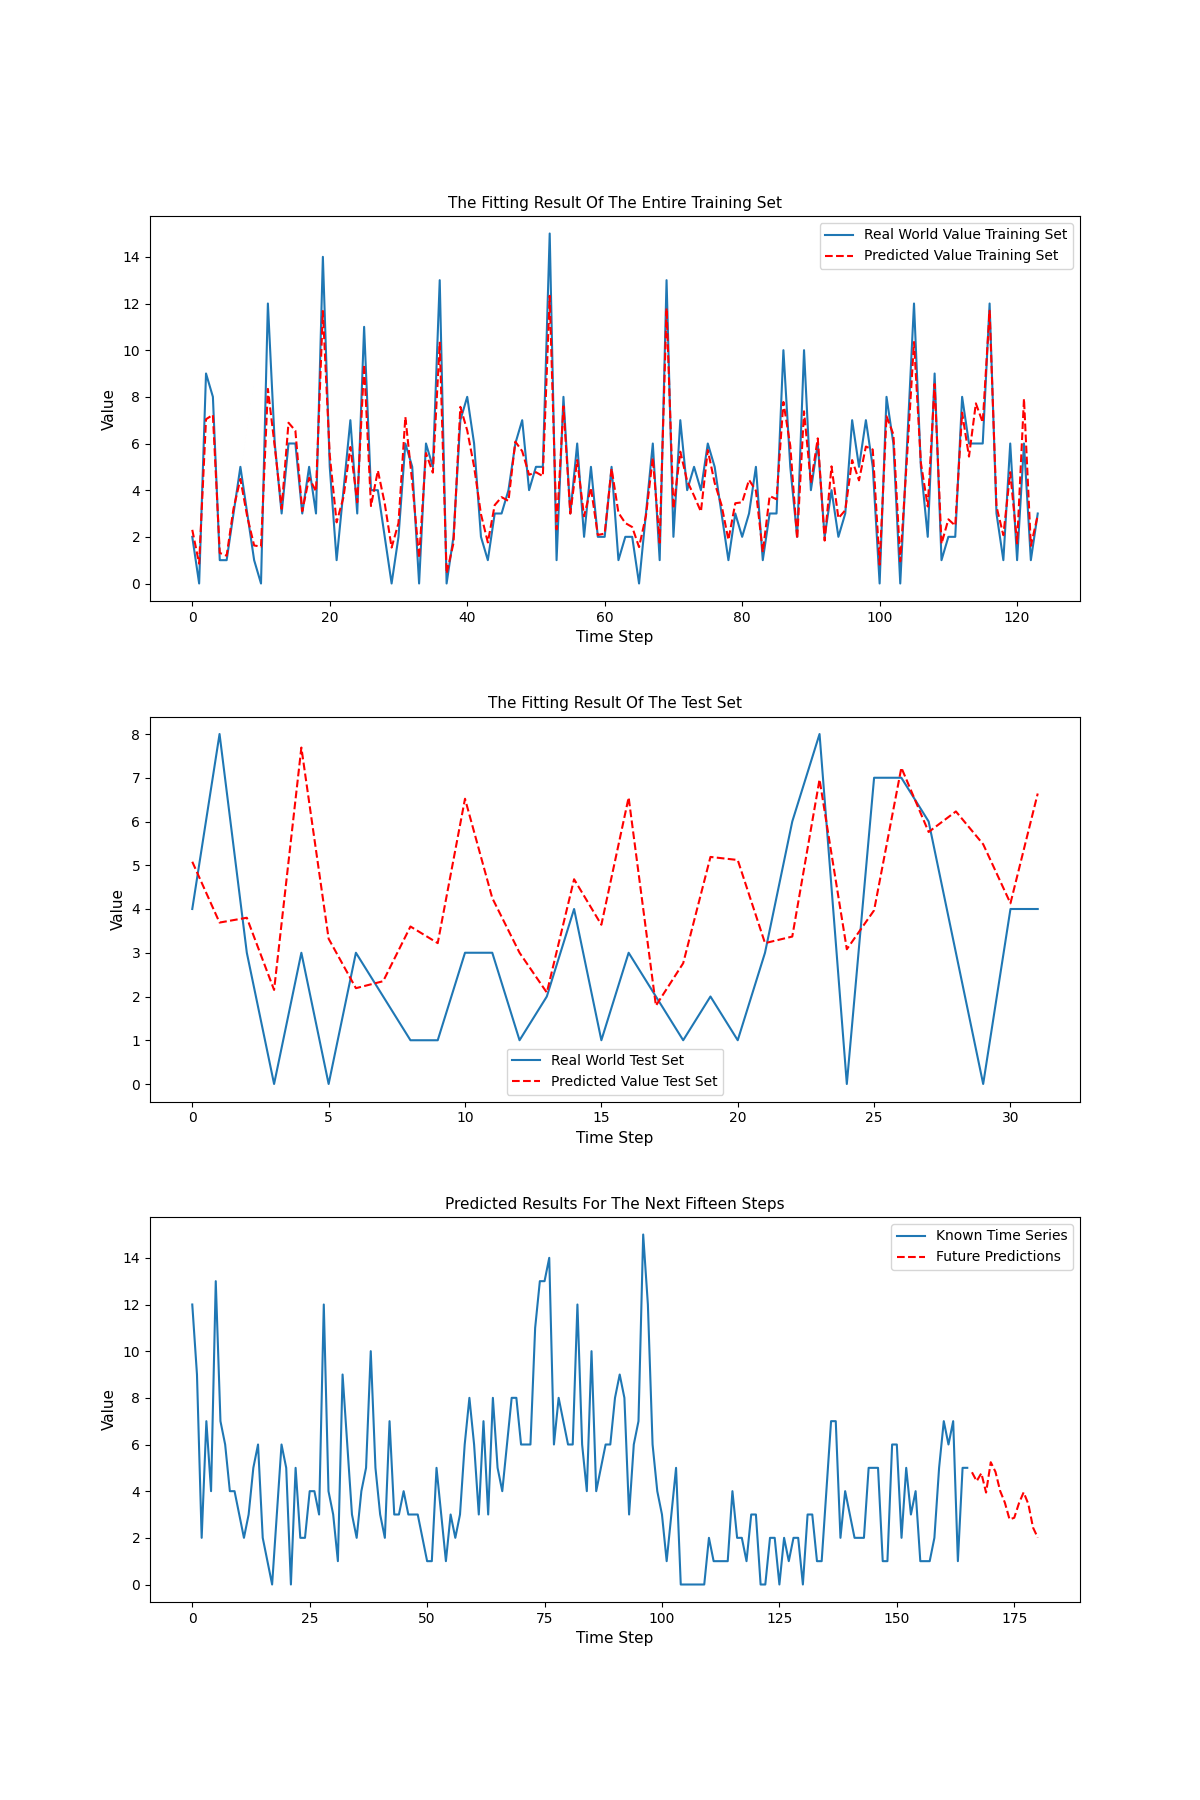 The Fitting Result Of The Entire Training Set
Real World Value Training Set
Predicted Value Training Set
Value
14
12
10
8
6
4
2
0
0 20 40 60 80 100 120
Time Step
The Fitting Result Of The Test Set
Value
8
7
6
5
4
3
2
1
0
Real World Test Set
Predicted Value Test Set
0 5 10 15 20 25 30
Time Step
Predicted Results For The Next Fifteen Steps
Known Time Series
Future Predictions
Value
14
12
10
8
6
4
2
0
0 25 50 75 100 125 150 175
Time Step